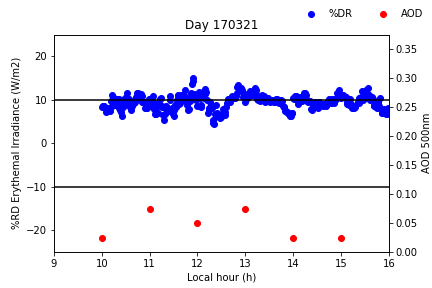 %DR AOD
Day 170321
%RD Erythemal Irradiance (W/m2)
20
10
0
−10
−20
0.35
0.30
0.25
0.20
0.15
0.10
0.05
0.00
AOD 500nm
9 10 11 12 13 14 15 16
Local hour (h)